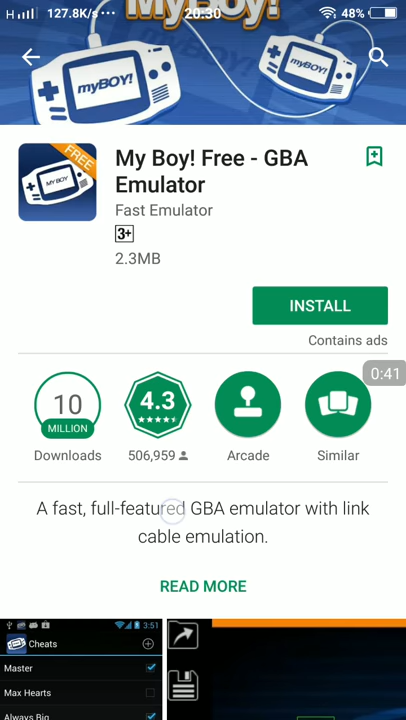 MyBoy!
H 127.8K/s ··· 20:30 48%
myBOY!
myBOY!
FREE
MY BOY!
My Boy! Free - GBA
Emulator
Fast Emulator
3+
2.3MB
INSTALL
Contains ads
0:41
10
MILLION
4.3
Downloads
506,959
Arcade
Similar
A fast, full-featured GBA emulator with link
cable emulation.
READ MORE
3:51
Cheats
Master
Max Hearts
Always Big